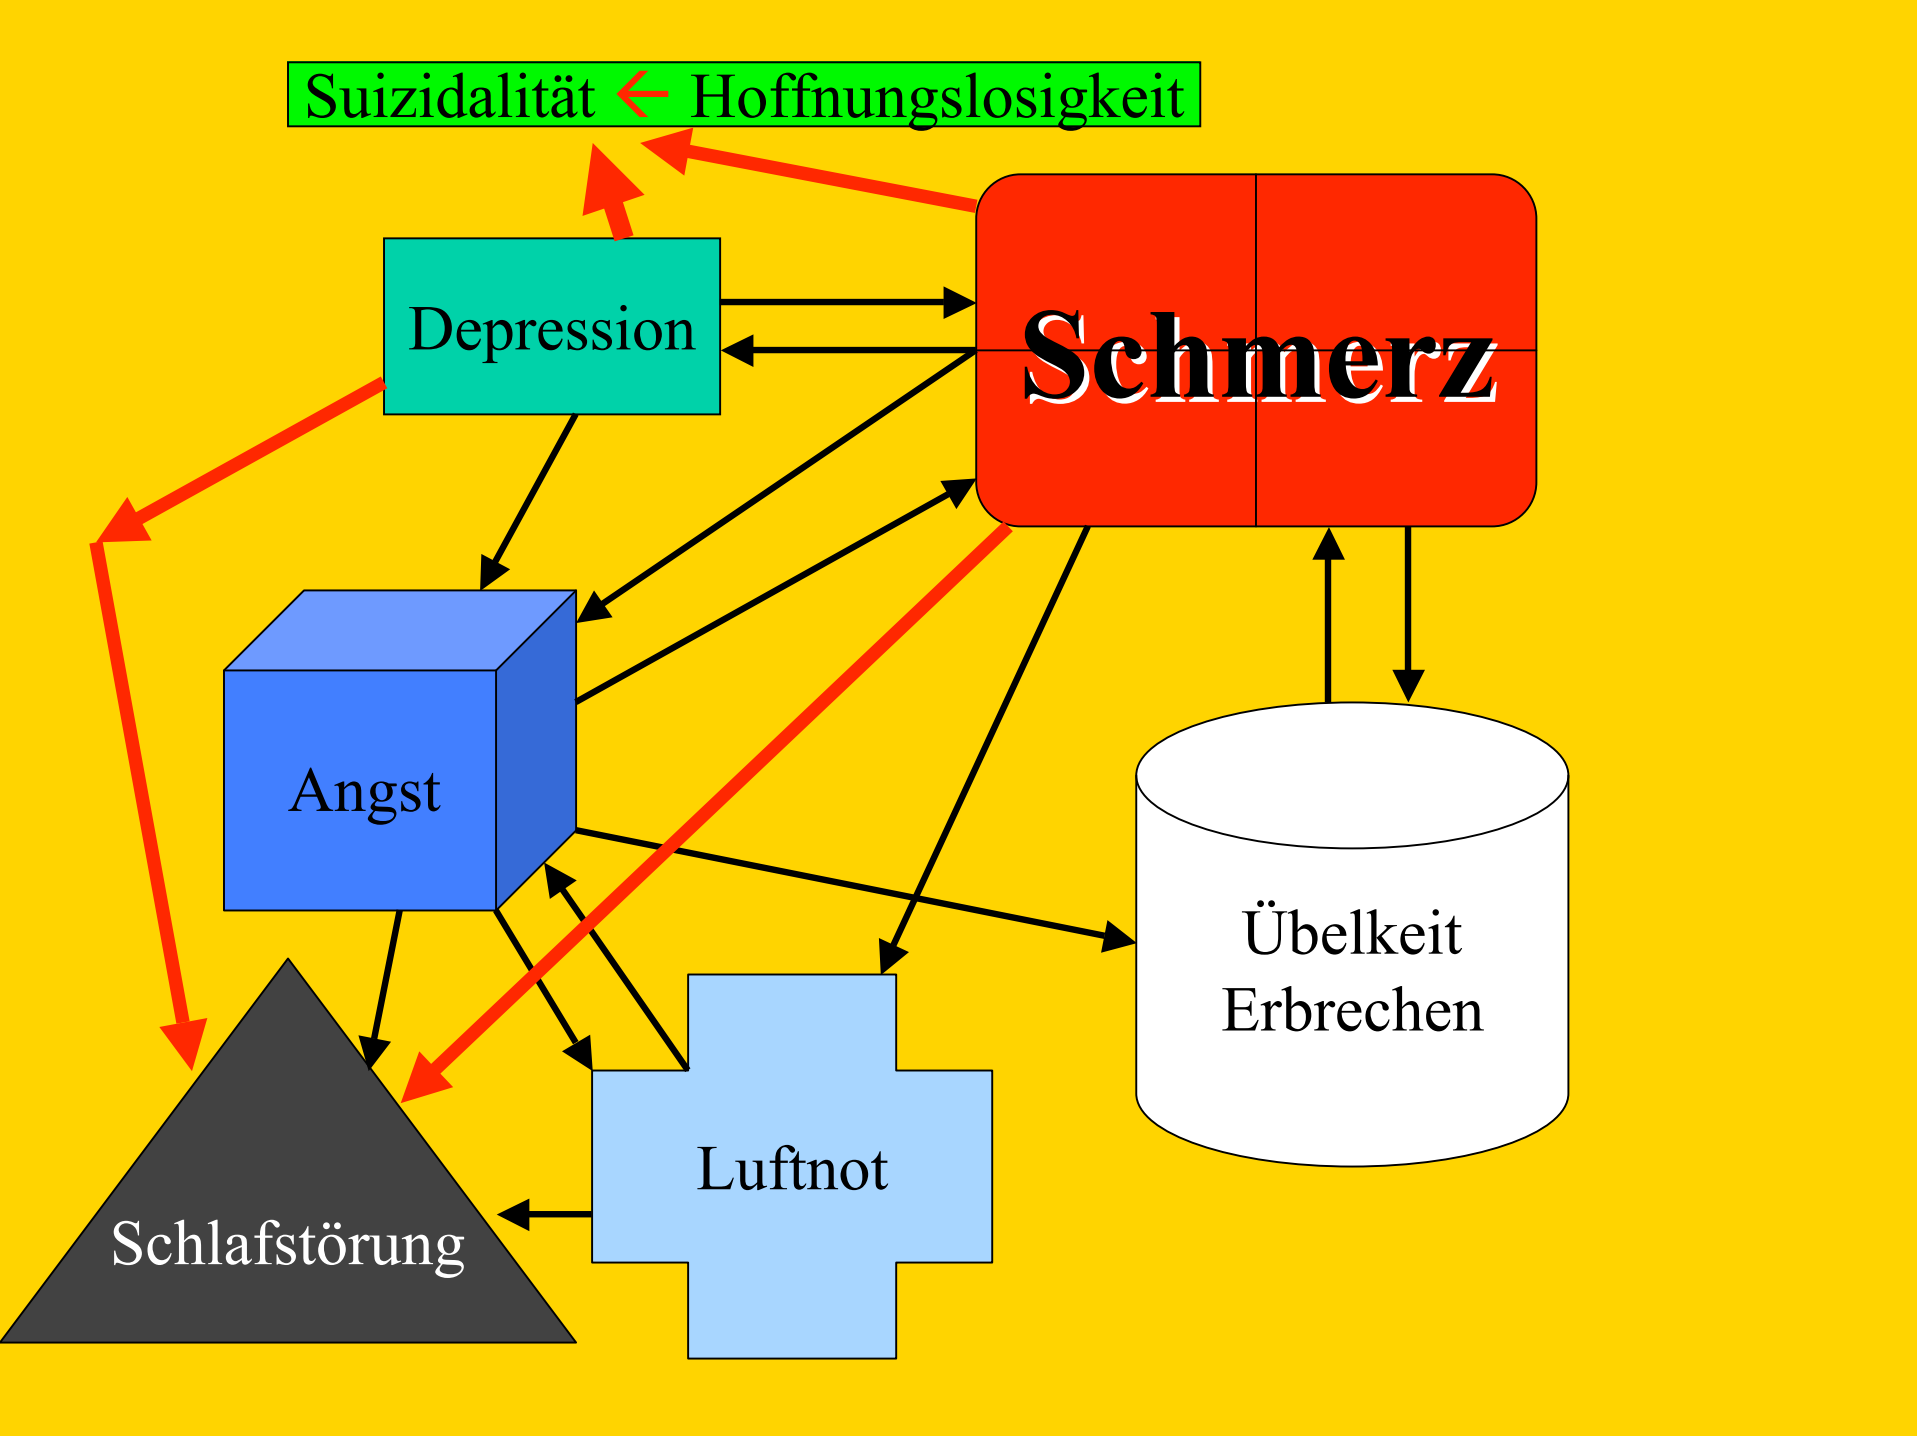 Suizidalität ← Hoffnungslosigkeit
Depression
Schmerz
Angst
Übelkeit
Erbrechen
Luftnot
Schlafstörung